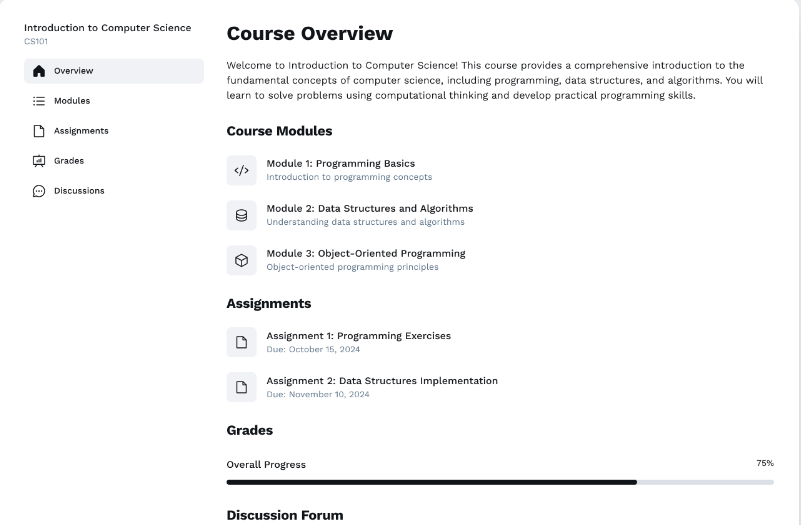 Introduction to Computer Science
CS101
Overview
Modules
Assignments
Grades
Discussions
Course Overview
Welcome to Introduction to Computer Science! This course provides a comprehensive introduction to the
fundamental concepts of computer science, including programming, data structures, and algorithms. You will
learn to solve problems using computational thinking and develop practical programming skills.
Course Modules
Module 1: Programming Basics
Introduction to programming concepts
Module 2: Data Structures and Algorithms
Understanding data structures and algorithms
Module 3: Object-Oriented Programming
Object-oriented programming principles
Assignments
Assignment 1: Programming Exercises
Due: October 15, 2024
Assignment 2: Data Structures Implementation
Due: November 10, 2024
Grades
Overall Progress
75%
Discussion Forum